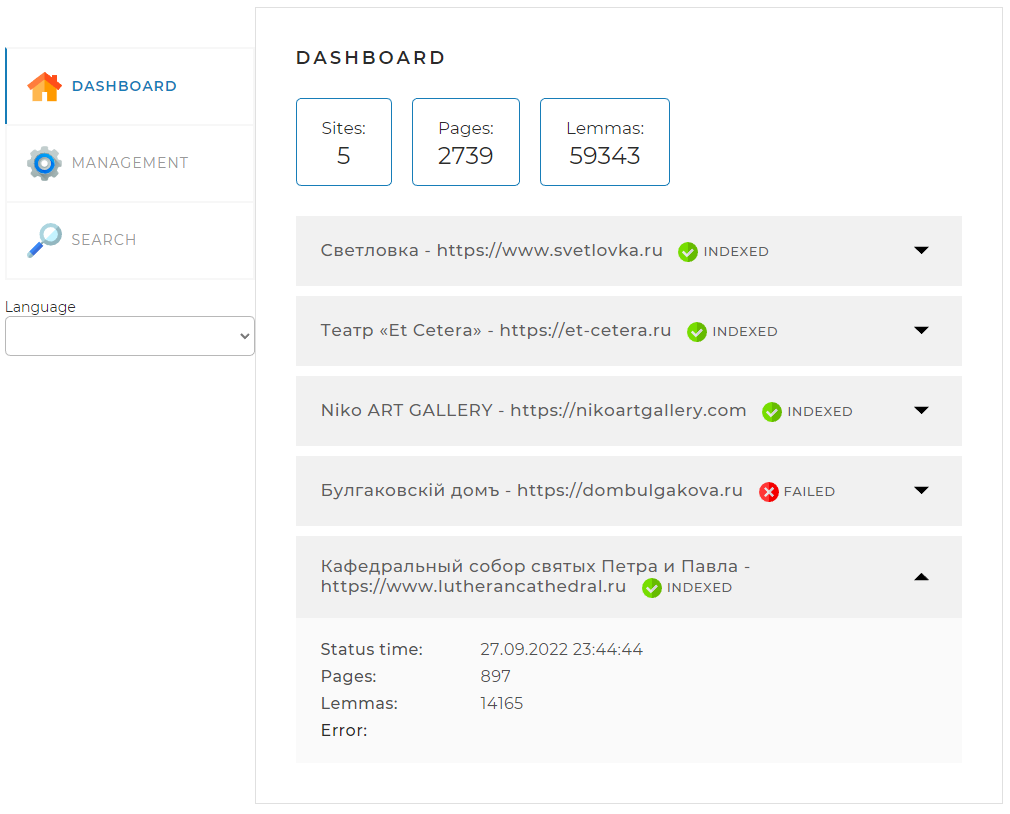 DASHBOARD
MANAGEMENT
SEARCH
Language
DASHBOARD
Sites:
5
Pages:
2739
Lemmas:
59343
Светловка - https://www.svetlovka.ru INDEXED
Театр «Et Cetera» - https://et-cetera.ru INDEXED
Niko ART GALLERY - https://nikoartgallery.com INDEXED
Булгаковскiй домъ - https://dombulgakova.ru FAILED
Кафедральный собор святых Петра и Павла -
https://www.lutherancathedral.ru INDEXED
Status time: 27.09.2022 23:44:44
Pages: 897
Lemmas: 14165
Error: